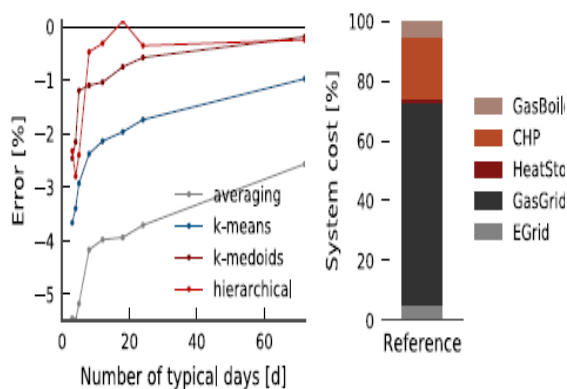 0
−1
−2
−3
−4
−5
Error [%]
averaging
k-means
k-medoids
hierarchical
0 20 40 60
Number of typical days [d]
100
80
60
40
20
0
System cost [%]
Reference
GasBoile
CHP
HeatSto
GasGrid
EGrid